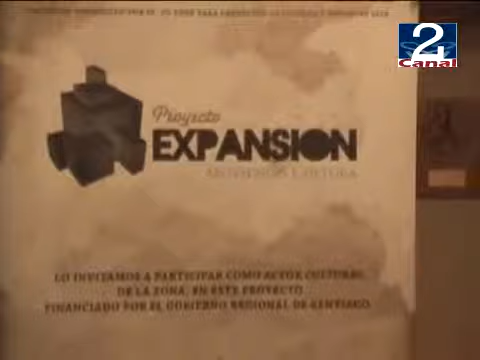 2
Canal
Proyecto
EXPANSION
LO INVITAMOS A PARTICIPAR COMO ACTOR CULTURAL
DE LA ZONA, EN ESTE PROYECTO
FINANCIADO POR EL GOBIERNO REGIONAL DE SANTIAGO